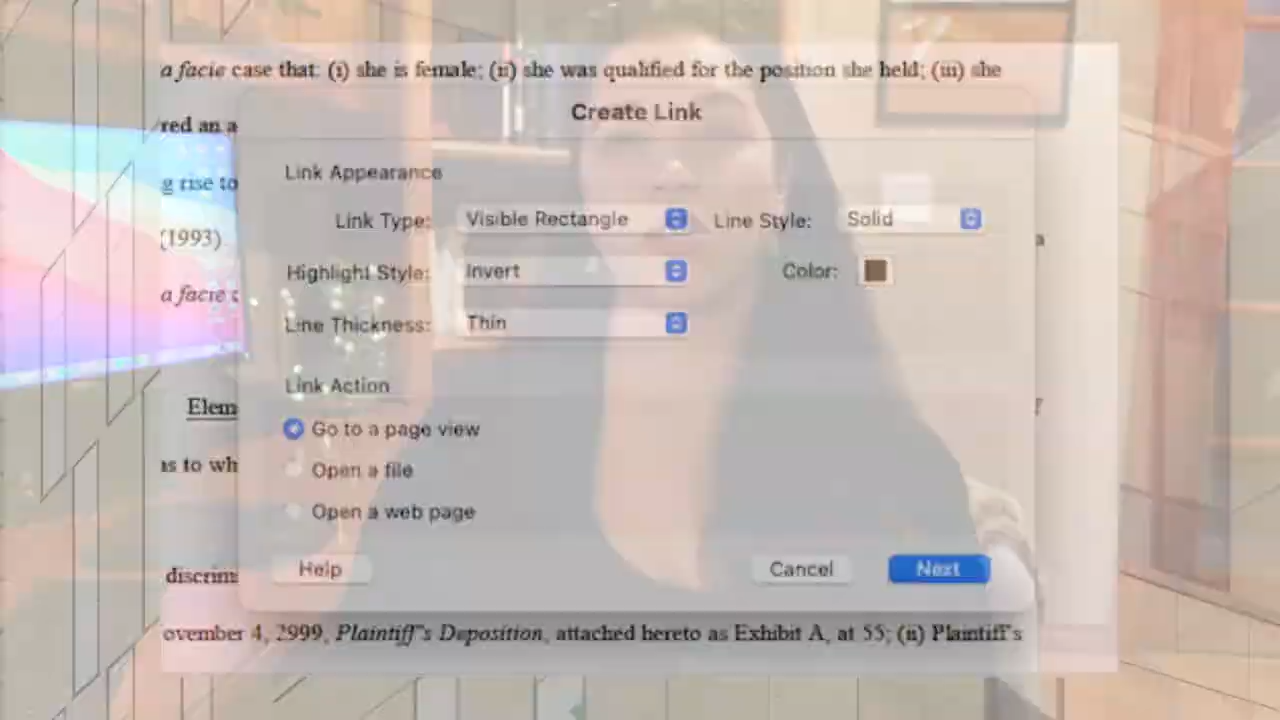 a facie case that: (i) she is female; (ii) she was qualified for the position she held; (iii) she
Create Link
red an a
Link Appearance
g rise to
Link Type: Visible Rectangle Line Style: Solid
(1993)
a
Highlight Style: Invert Color:
a facie
Line Thickness: Thin
Link Action
Elem
Go to a page view
as to wh
Open a file
Open a web page
discrim
Help Cancel Next
ovember 4, 2999, Plaintiff's Deposition, attached hereto as Exhibit A, at 55; (ii) Plaintiff's